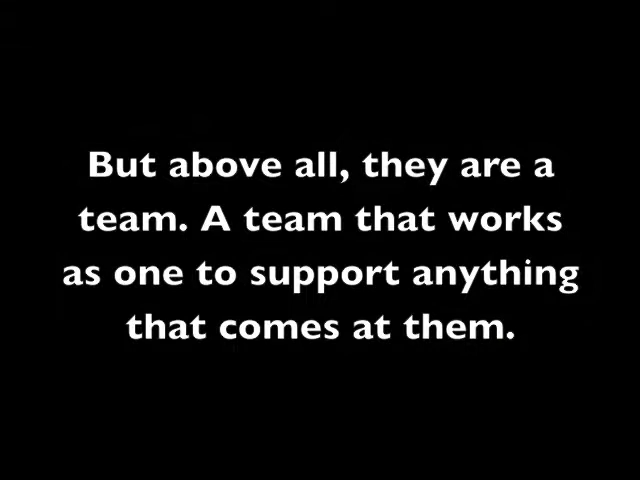 But above all, they are a
team. A team that works
as one to support anything
that comes at them.